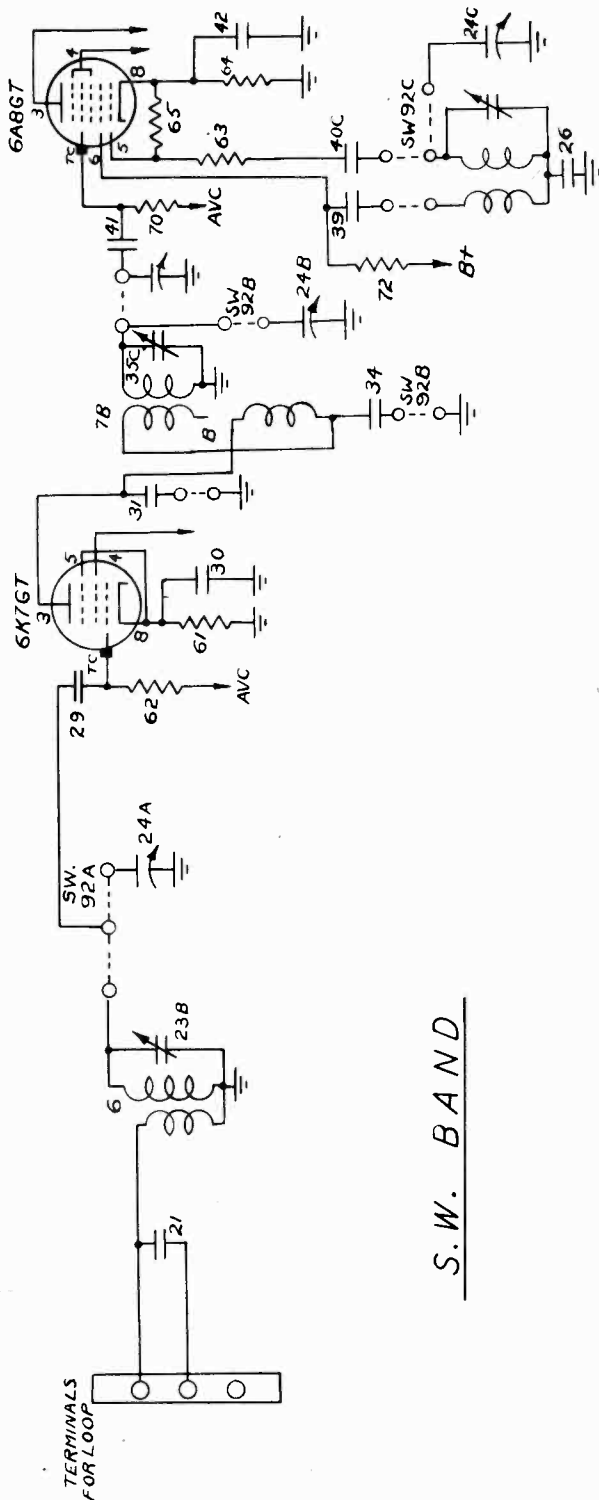 TERMINALS
FOR LOOP
21
6
23B
SW.
92A
24A
29
62
AVC
TC
6K7GT
3
5
4
8
61
30
31
7B
B
35C
34
SW
92B
SW
92B
24B
41
70
AVC
TC
6A8GT
3
4
6
5
8
65
64
42
63
40C
39
72
B+
SW92C
24C
26
S.W. BAND